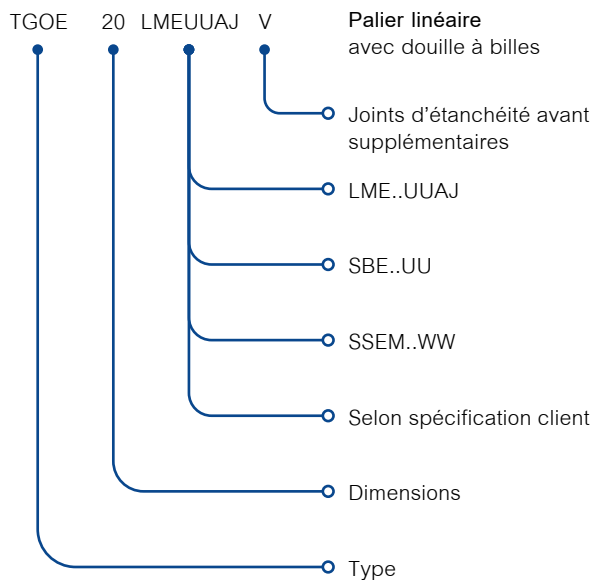 TGOE 20 LMEUUAJ V
Palier linéaire
avec douille à billes
Joints d’étanchéité avant
supplémentaires
LME..UUAJ
SBE..UU
SSEM..WW
Selon spécification client
Dimensions
Type